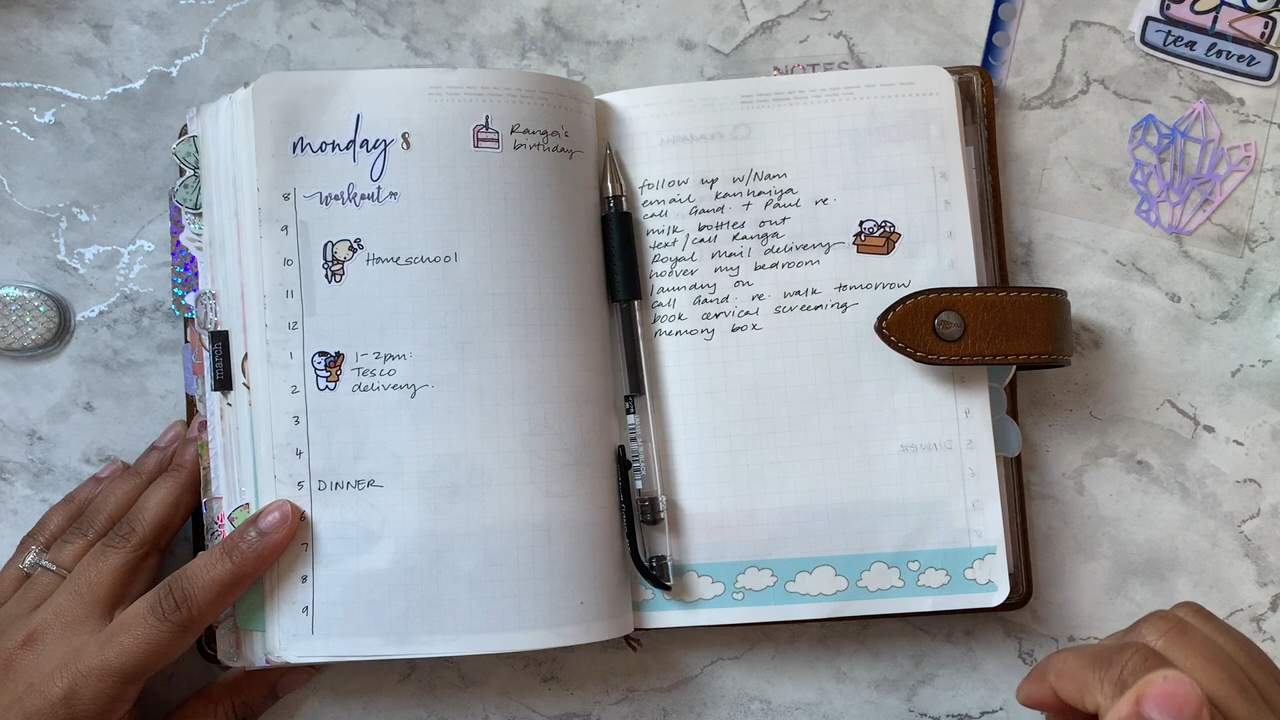 NOTES
tea lover
monday 8
Ranga's
birthday
8 workout
9
10 Homeschool
11
12
1 1-2pm:
Tesco
2 delivery.
3
4
5 DINNER
6
7
8
9
march
follow up w/Nam
email kanhaiya
call Gand. + Paul re.
milk bottles out
text/call Ranga
Royal mail delivery
hoover my bedroom
laundry on
call Gand. re. walk tomorrow
book cervical screening
memory box
DINNER